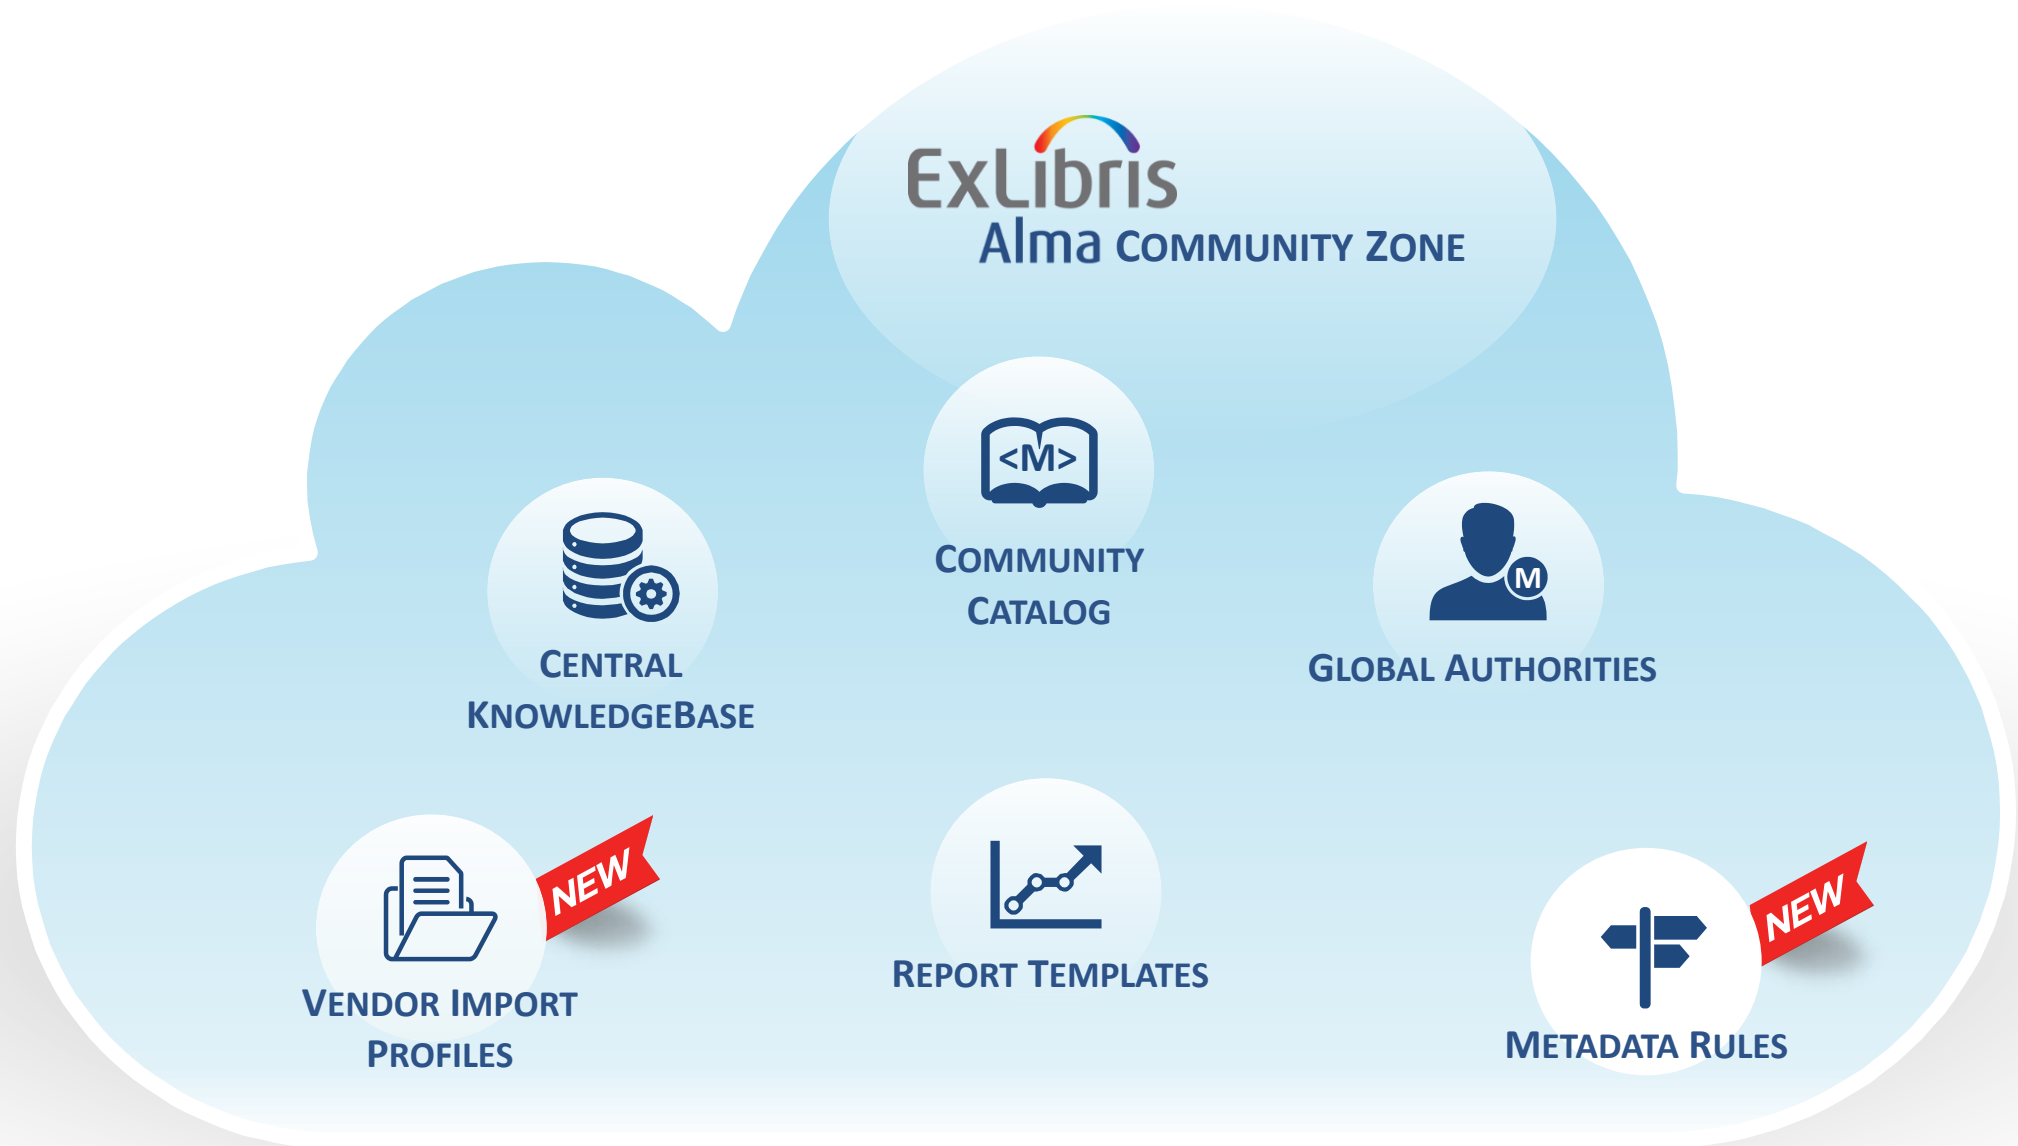 ExLibris
Alma COMMUNITY ZONE
<M>
COMMUNITY
CATALOG
M
CENTRAL
KNOWLEDGEBASE
GLOBAL AUTHORITIES
NEW
VENDOR IMPORT
PROFILES
REPORT TEMPLATES
NEW
METADATA RULES